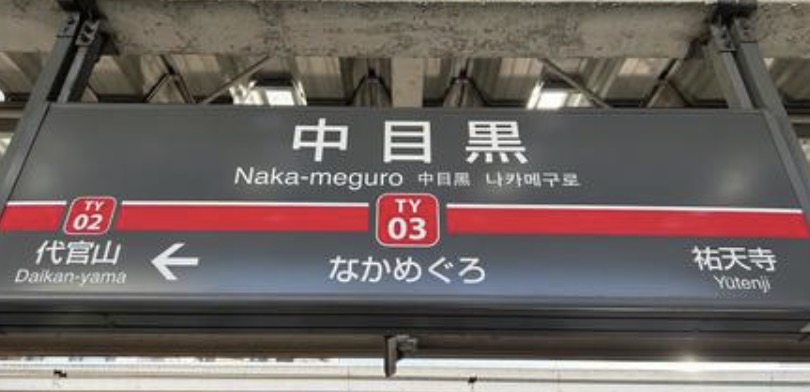 中目黒
Naka-meguro 中目黑 나카메구로
TY
02
TY
03
代官山
Daikan-yama
←
なかめぐろ
祐天寺
Yūtenji